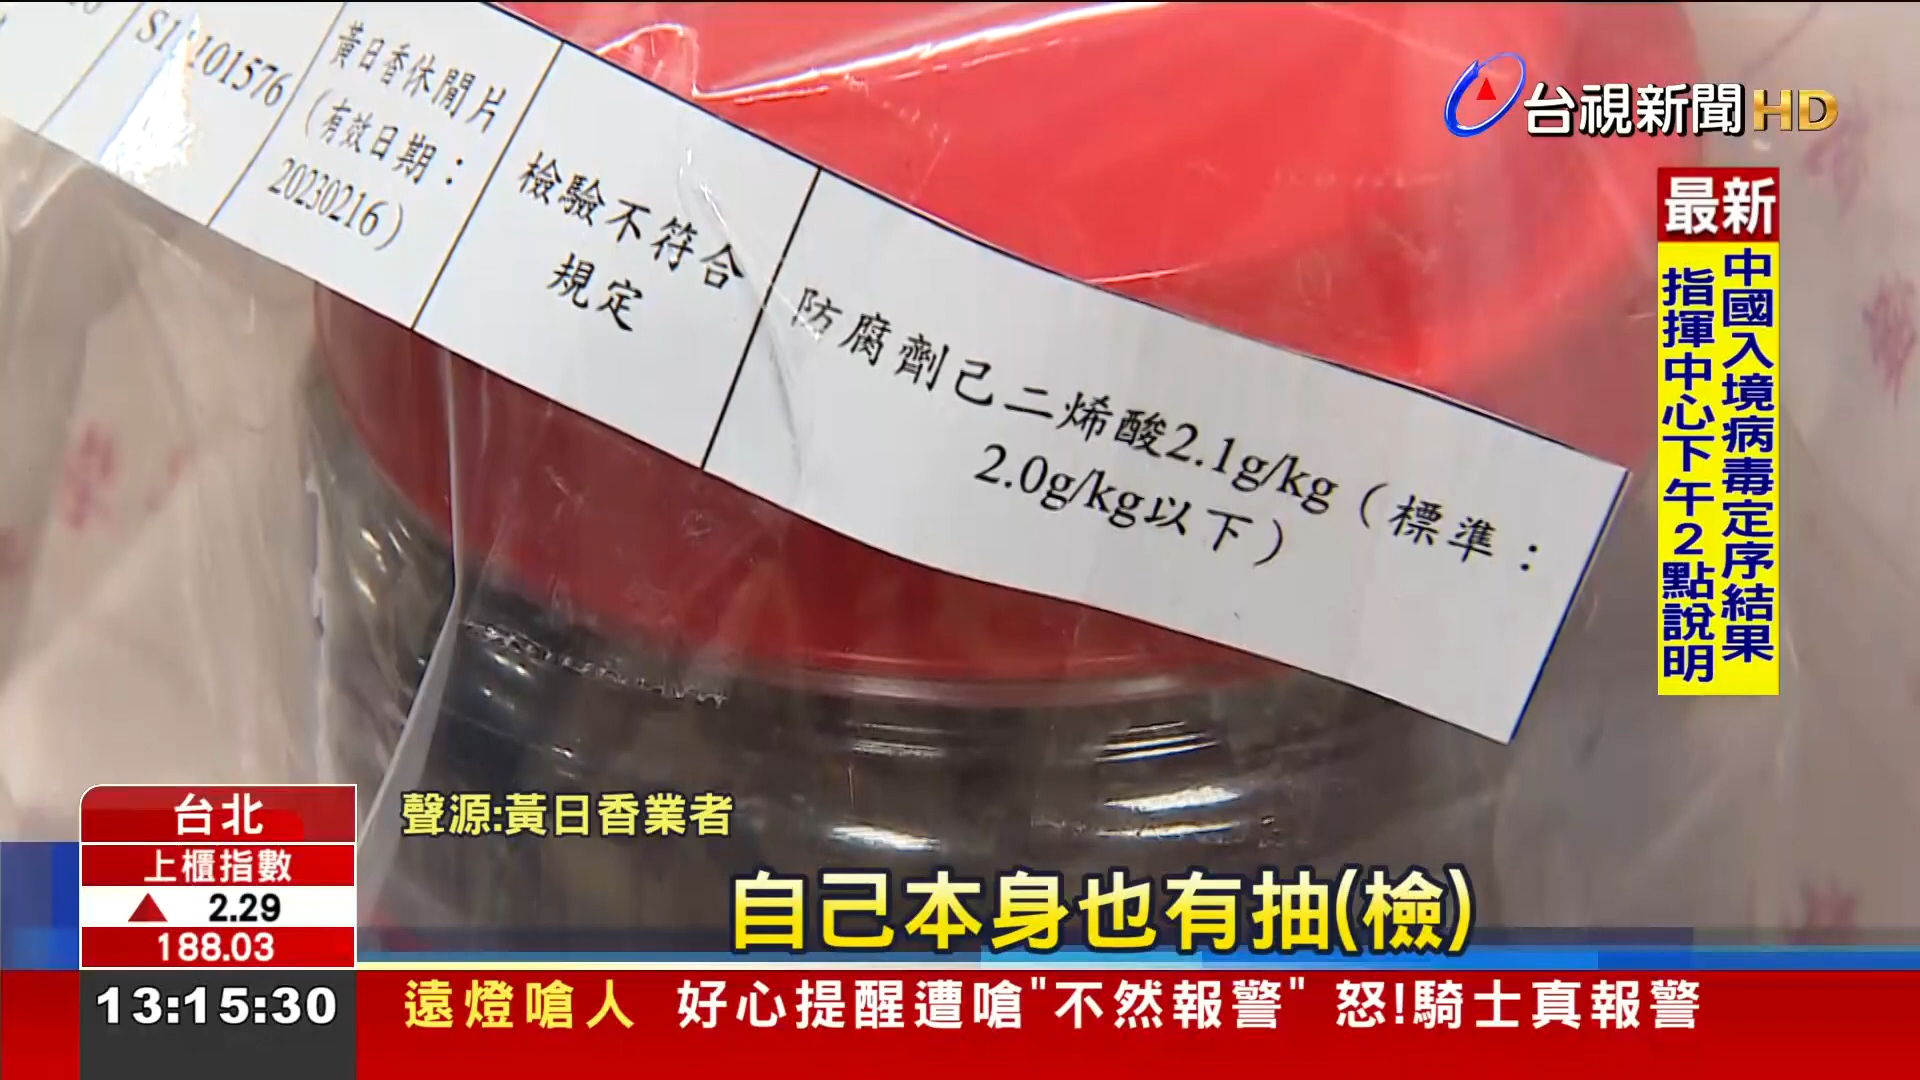 黃日香休閒片
（有效日期：
20230216）
檢驗不符合
規定
防腐劑己二烯酸2.1g/kg（標準：
2.0g/kg以下）
台視新聞HD
最新
中國入境病毒定序結果
指揮中心下午2點說明
聲源:黃日香業者
自己本身也有抽(檢)
台北
上櫃指數
▲ 2.29
188.03
13:15:30
遠燈嗆人 好心提醒遭嗆"不然報警" 怒!騎士真報警